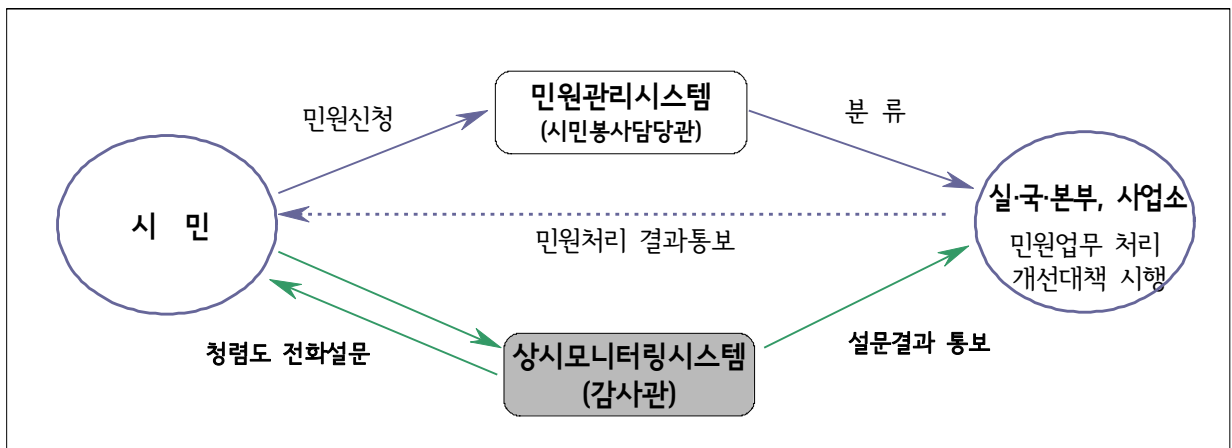 민원관리시스템
(시민봉사담당관)
민원신청
분 류
시 민
실·국·본부, 사업소
민원업무 처리
개선대책 시행
민원처리 결과통보
청렴도 전화설문
상시모니터링시스템
(감사관)
설문결과 통보